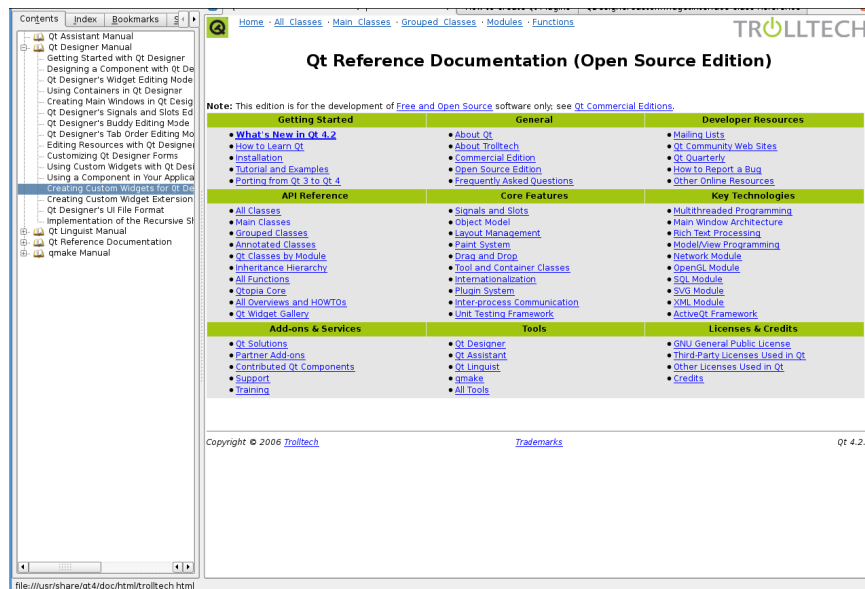 Contents Index Bookmarks
Qt Assistant Manual
Qt Designer Manual
Getting Started with Qt Designer
Designing a Component with Qt De
Qt Designer's Widget Editing Mode
Using Containers in Qt Designer
Creating Main Windows in Qt Desig
Qt Designer's Signals and Slots Ed
Qt Designer's Buddy Editing Mode
Qt Designer's Tab Order Editing Mo
Editing Resources with Qt Designer
Customizing Qt Designer Forms
Using Custom Widgets with Qt Desi
Using a Component in Your Applica
Creating Custom Widgets for Qt De
Creating Custom Widget Extension
Qt Designer's UI File Format
Implementation of the Recursive Sh
Qt Linguist Manual
Qt Reference Documentation
qmake Manual
Home · All Classes · Main Classes · Grouped Classes · Modules · Functions
TROLLTECH
Qt Reference Documentation (Open Source Edition)
Note: This edition is for the development of Free and Open Source software only; see Qt Commercial Editions.
Getting Started
What's New in Qt 4.2
How to Learn Qt
Installation
Tutorial and Examples
Porting from Qt 3 to Qt 4
General
About Qt
About Trolltech
Commercial Edition
Open Source Edition
Frequently Asked Questions
Developer Resources
Mailing Lists
Qt Community Web Sites
Qt Quarterly
How to Report a Bug
Other Online Resources
API Reference
All Classes
Main Classes
Grouped Classes
Annotated Classes
Qt Classes by Module
Inheritance Hierarchy
All Functions
Qtopia Core
All Overviews and HOWTOs
Qt Widget Gallery
Core Features
Signals and Slots
Object Model
Layout Management
Paint System
Drag and Drop
Tool and Container Classes
Internationalization
Plugin System
Inter-process Communication
Unit Testing Framework
Key Technologies
Multithreaded Programming
Main Window Architecture
Rich Text Processing
Model/View Programming
Network Module
OpenGL Module
SQL Module
SVG Module
XML Module
ActiveQt Framework
Add-ons & Services
Qt Solutions
Partner Add-ons
Contributed Qt Components
Support
Training
Tools
Qt Designer
Qt Assistant
Qt Linguist
qmake
All Tools
Licenses & Credits
GNU General Public License
Third-Party Licenses Used in Qt
Other Licenses Used in Qt
Credits
Copyright © 2006 Trolltech Trademarks Qt 4.2.
file:///usr/share/qt4/doc/html/trolltech.html